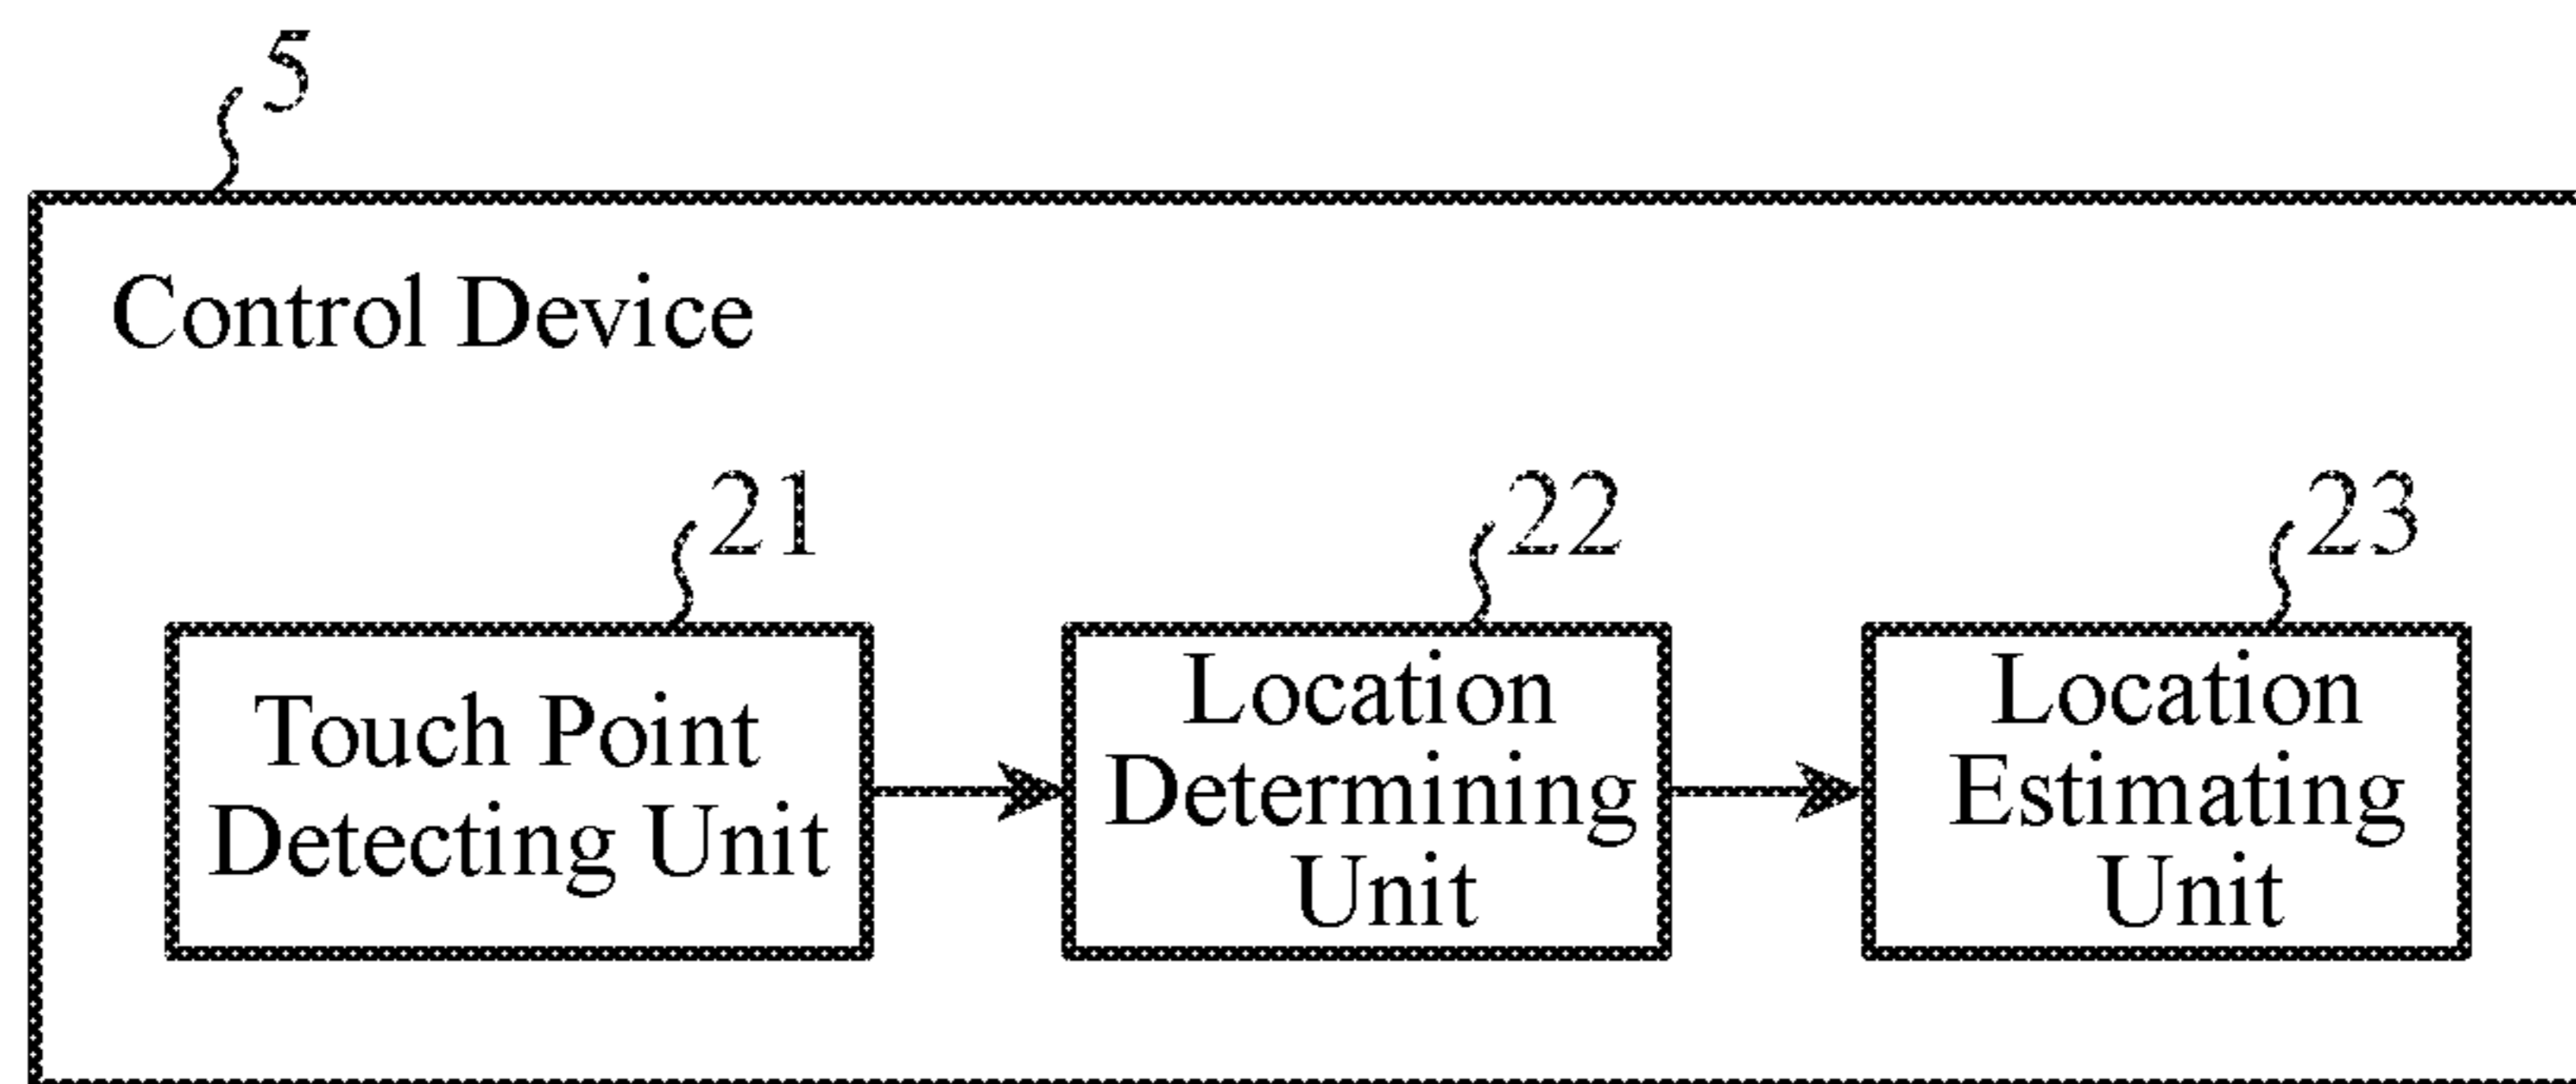 5
Control Device
21
22
23
Touch Point
Detecting Unit
Location
Determining
Unit
Location
Estimating
Unit